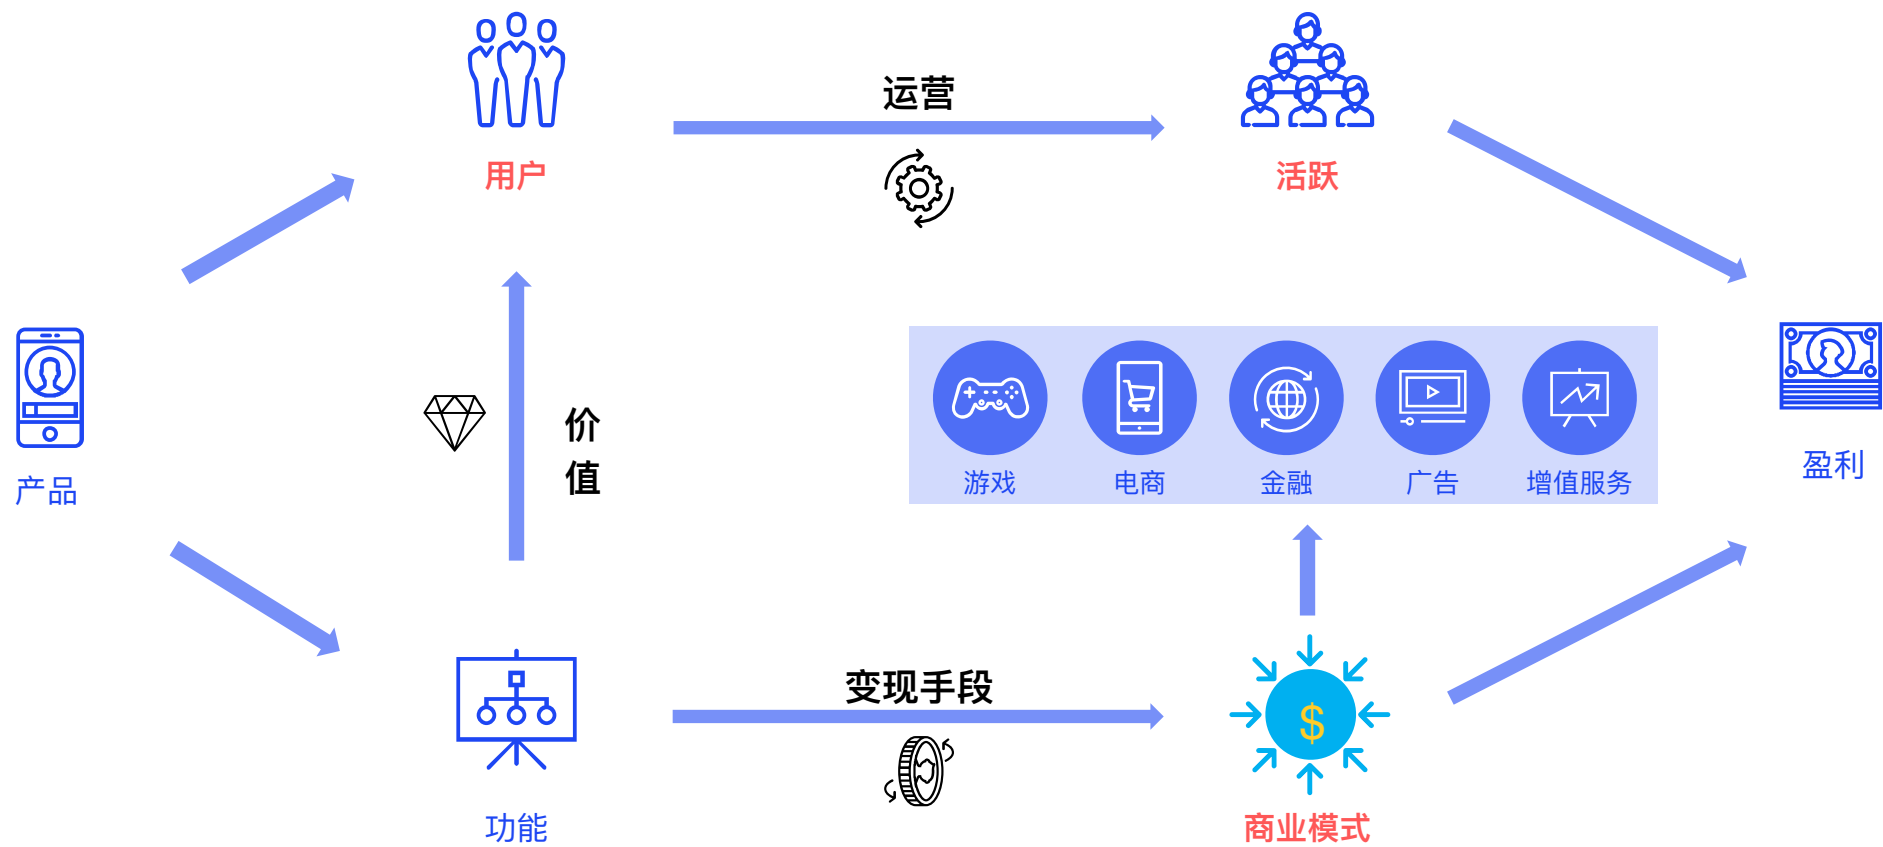 运营
用户
活跃
价
值
产品
游戏
电商
金融
广告
增值服务
盈利
变现手段
$
功能
商业模式